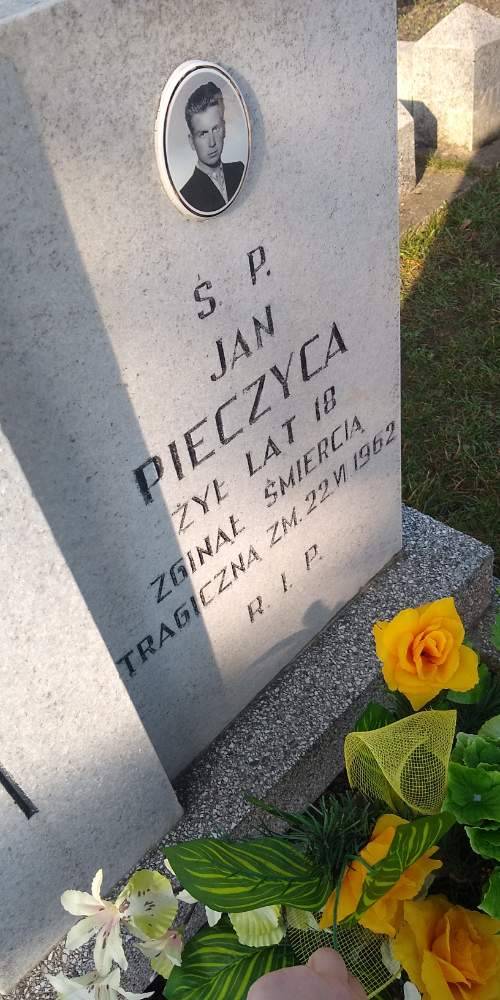 Ś. P.
JAN
PIECZYCA
ŻYŁ LAT 18
ZGINĄŁ ŚMIERCIĄ
TRAGICZNĄ ZM. 22 VI 1962
R. I. P.